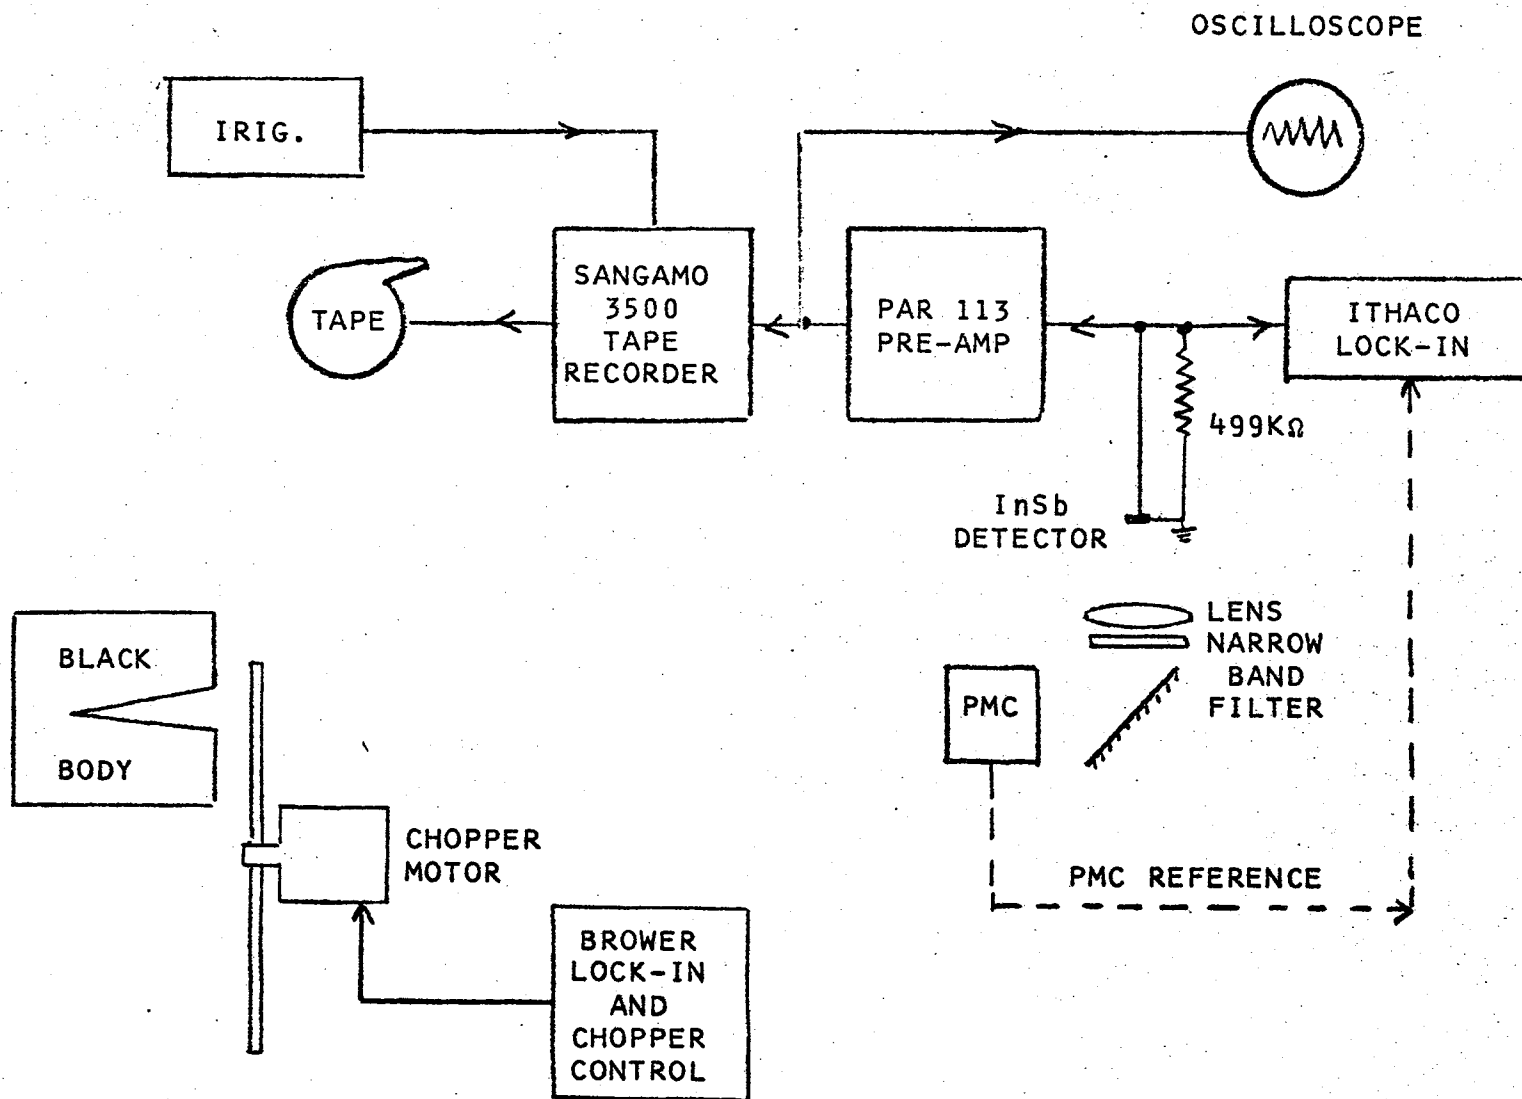 OSCILLOSCOPE
IRIG.
SANGAMO
3500
TAPE
RECORDER
TAPE
PAR 113
PRE-AMP
ITHACO
LOCK-IN
499KΩ
InSb
DETECTOR
LENS
NARROW
BAND
FILTER
PMC
PMC REFERENCE
BLACK
BODY
CHOPPER
MOTOR
BROWER
LOCK-IN
AND
CHOPPER
CONTROL